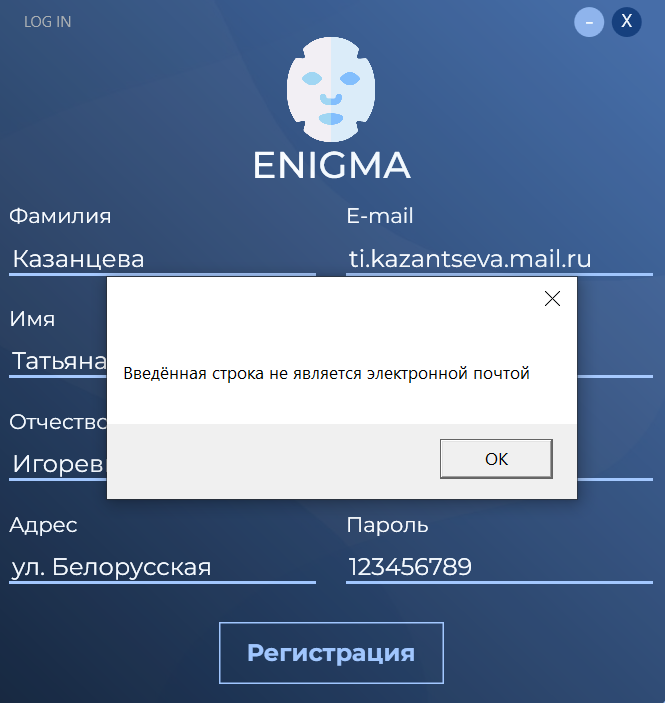 LOG IN
– X
ENIGMA
Фамилия
E-mail
Казанцева
ti.kazantseva.mail.ru
Имя
Татьяна
Введённая строка не является электронной почтой
Отчество
OK
Адрес
Пароль
ул. Белорусская
123456789
Регистрация